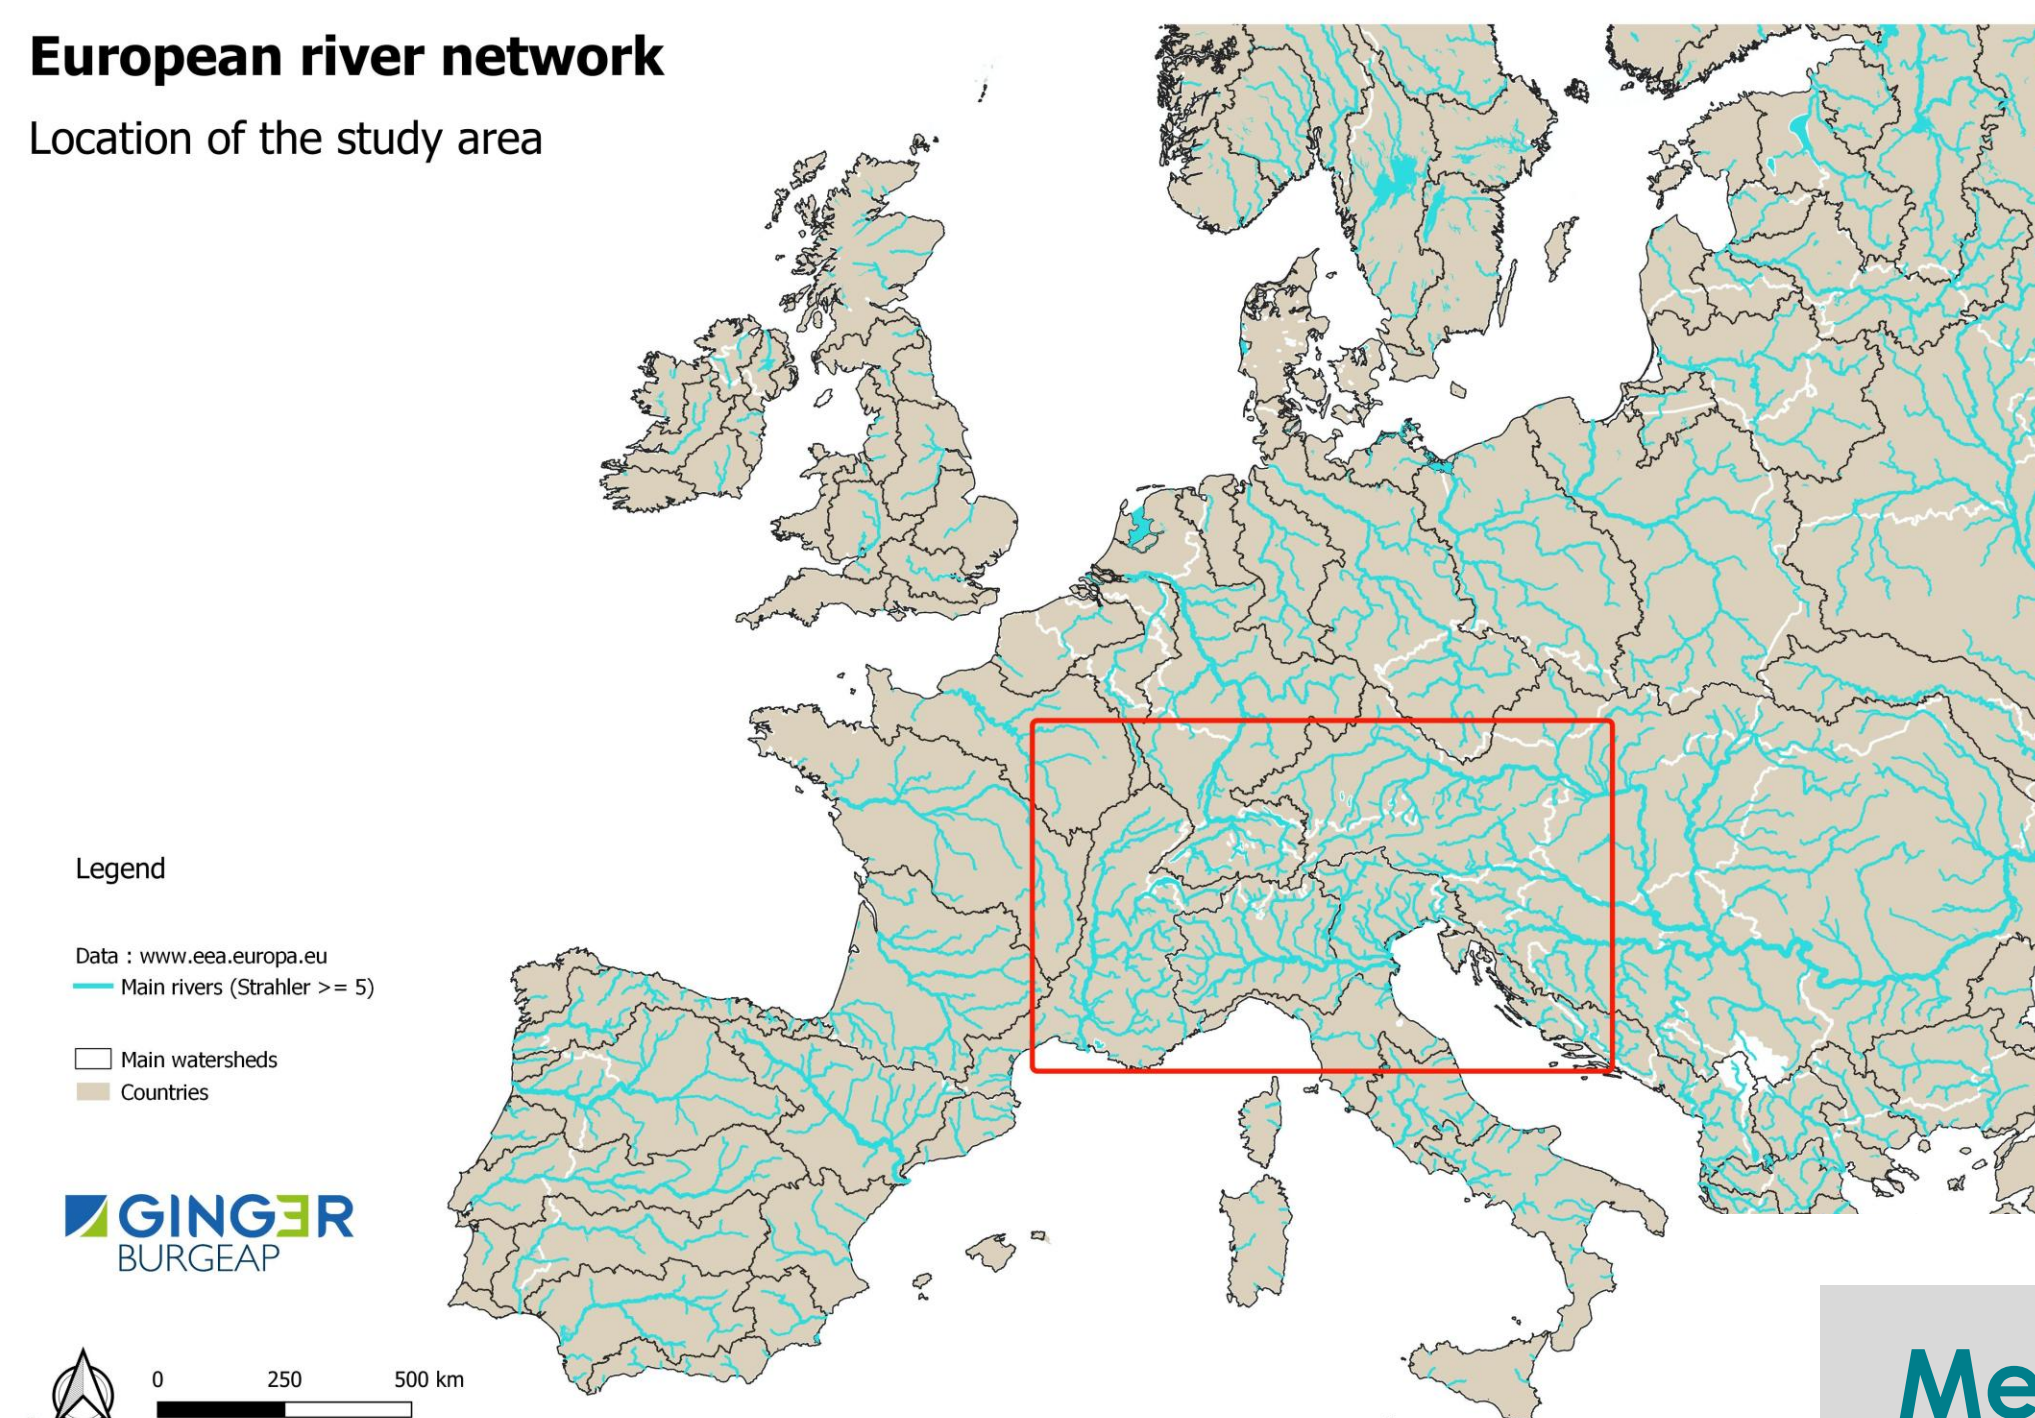 European river network
Location of the study area
Legend
Data : www.eea.europa.eu
Main rivers (Strahler >= 5)
Main watersheds
Countries
GINGER
BURGEAP
0 250 500 km
Me